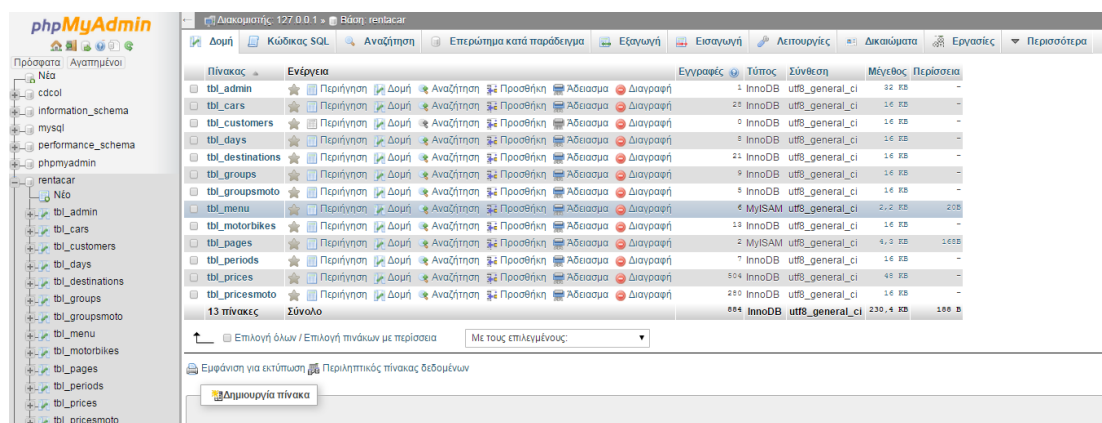 phpMyAdmin
Πρόσφατα Αγαπημένοι
Νέα
cdcol
information_schema
mysql
performance_schema
phpmyadmin
rentacar
Νέο
tbl_admin
tbl_cars
tbl_customers
tbl_days
tbl_destinations
tbl_groups
tbl_groupsmoto
tbl_menu
tbl_motorbikes
tbl_pages
tbl_periods
tbl_prices
tbl_pricesmoto
Διακομιστής: 127.0.0.1 » Βάση: rentacar
Δομή Κώδικας SQL Αναζήτηση Επερώτημα κατά παράδειγμα Εξαγωγή Εισαγωγή Λειτουργίες Δικαιώματα Εργασίες Περισσότερα
Πίνακας Ενέργεια Εγγραφές Τύπος Σύνθεση Μέγεθος Περίσσεια
tbl_admin Περιήγηση Δομή Αναζήτηση Προσθήκη Άδειασμα Διαγραφή 1 InnoDB utf8_general_ci 32 KB -
tbl_cars Περιήγηση Δομή Αναζήτηση Προσθήκη Άδειασμα Διαγραφή 28 InnoDB utf8_general_ci 16 KB -
tbl_customers Περιήγηση Δομή Αναζήτηση Προσθήκη Άδειασμα Διαγραφή 0 InnoDB utf8_general_ci 16 KB -
tbl_days Περιήγηση Δομή Αναζήτηση Προσθήκη Άδειασμα Διαγραφή 8 InnoDB utf8_general_ci 16 KB -
tbl_destinations Περιήγηση Δομή Αναζήτηση Προσθήκη Άδειασμα Διαγραφή 21 InnoDB utf8_general_ci 16 KB -
tbl_groups Περιήγηση Δομή Αναζήτηση Προσθήκη Άδειασμα Διαγραφή 9 InnoDB utf8_general_ci 16 KB -
tbl_groupsmoto Περιήγηση Δομή Αναζήτηση Προσθήκη Άδειασμα Διαγραφή 5 InnoDB utf8_general_ci 16 KB -
tbl_menu Περιήγηση Δομή Αναζήτηση Προσθήκη Άδειασμα Διαγραφή 6 MyISAM utf8_general_ci 2,2 KB 20B
tbl_motorbikes Περιήγηση Δομή Αναζήτηση Προσθήκη Άδειασμα Διαγραφή 13 InnoDB utf8_general_ci 16 KB -
tbl_pages Περιήγηση Δομή Αναζήτηση Προσθήκη Άδειασμα Διαγραφή 2 MyISAM utf8_general_ci 4,3 KB 168B
tbl_periods Περιήγηση Δομή Αναζήτηση Προσθήκη Άδειασμα Διαγραφή 7 InnoDB utf8_general_ci 16 KB -
tbl_prices Περιήγηση Δομή Αναζήτηση Προσθήκη Άδειασμα Διαγραφή 504 InnoDB utf8_general_ci 48 KB -
tbl_pricesmoto Περιήγηση Δομή Αναζήτηση Προσθήκη Άδειασμα Διαγραφή 280 InnoDB utf8_general_ci 16 KB -
13 πίνακες Σύνολο 884 InnoDB utf8_general_ci 230,4 KB 188 B
Επιλογή όλων / Επιλογή πινάκων με περίσσεια Με τους επιλεγμένους:
Εμφάνιση για εκτύπωση Περιληπτικός πίνακας δεδομένων
Δημιουργία πίνακα